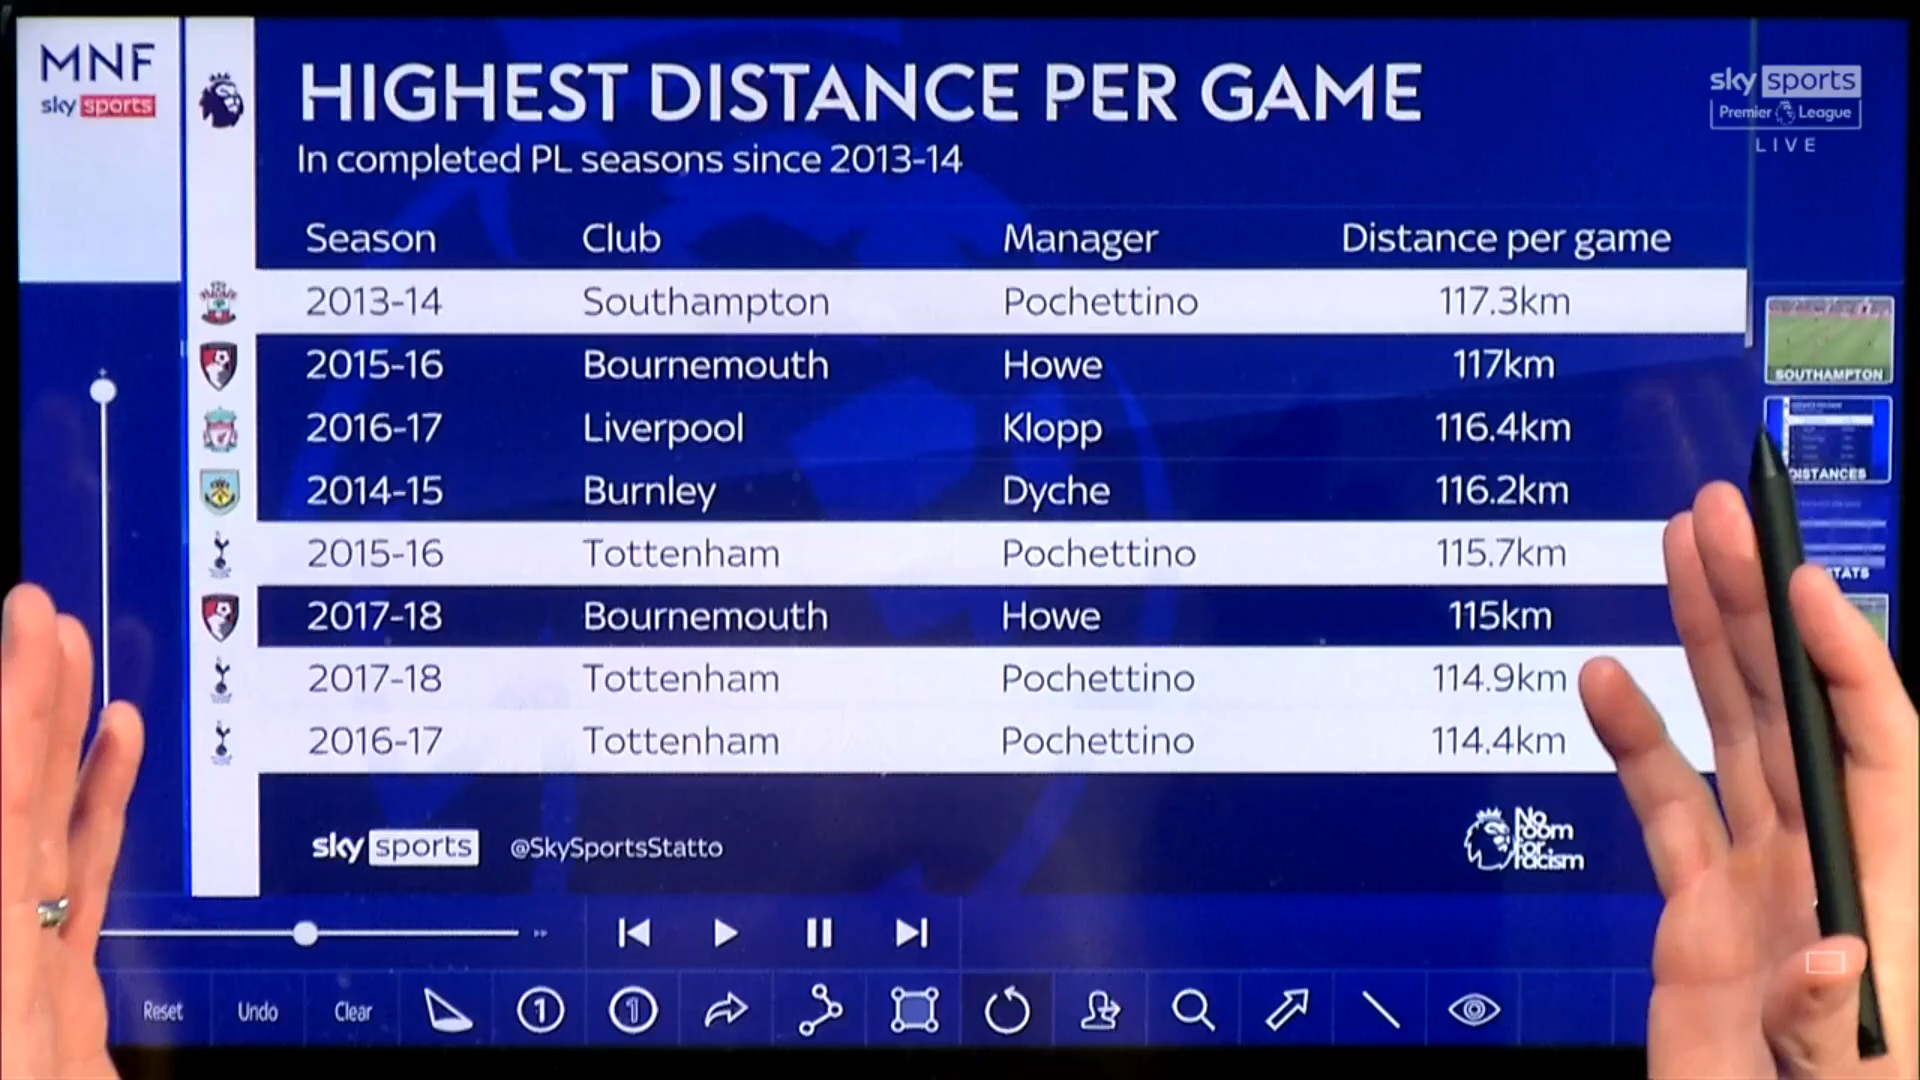 MNF
sky sports
HIGHEST DISTANCE PER GAME
In completed PL seasons since 2013-14
sky sports
Premier League
LIVE
Season Club Manager Distance per game
2013-14 Southampton Pochettino 117.3km
2015-16 Bournemouth Howe 117km
2016-17 Liverpool Klopp 116.4km
2014-15 Burnley Dyche 116.2km
2015-16 Tottenham Pochettino 115.7km
2017-18 Bournemouth Howe 115km
2017-18 Tottenham Pochettino 114.9km
2016-17 Tottenham Pochettino 114.4km
SOUTHAMPTON
DISTANCES
TATS
sky sports @SkySportsStatto
No
room
for
racism
Reset Undo Clear 1 1